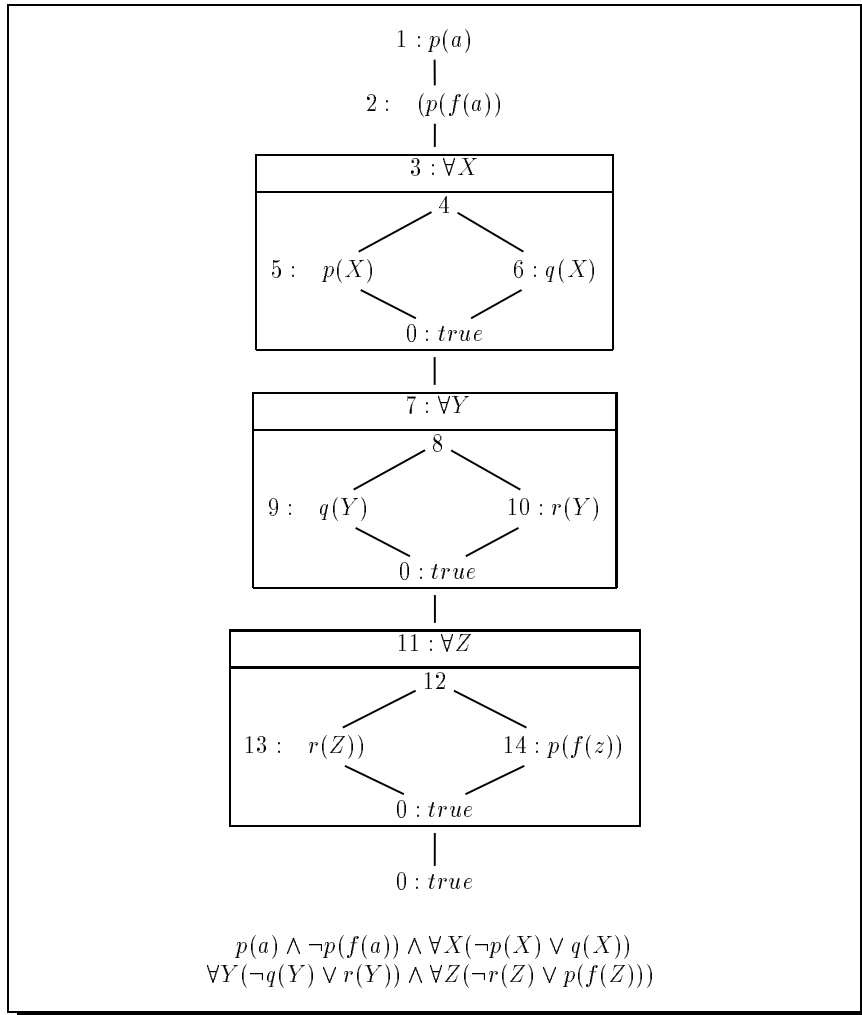 1 : p(a)
2 : (p(f(a))
3 : ∀X
4
5 : p(X) 6 : q(X)
0 : true
7 : ∀Y
8
9 : q(Y) 10 : r(Y)
0 : true
11 : ∀Z
12
13 : r(Z)) 14 : p(f(z))
0 : true
0 : true
p(a) ∧ ¬p(f(a)) ∧ ∀X(¬p(X) ∨ q(X))
∀Y(¬q(Y) ∨ r(Y)) ∧ ∀Z(¬r(Z) ∨ p(f(Z)))